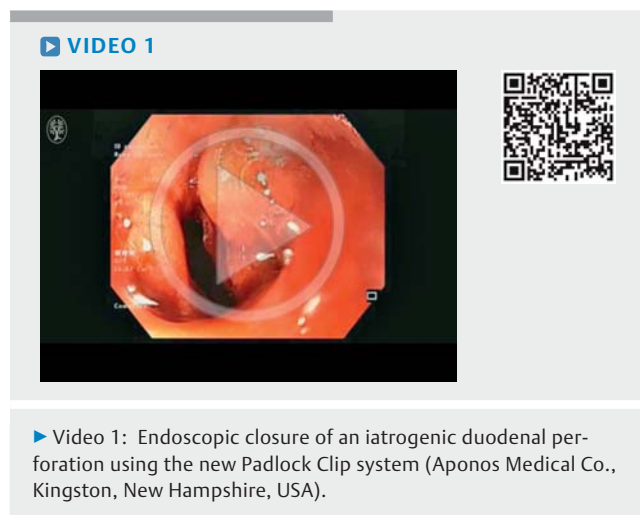 VIDEO 1
▶ Video 1: Endoscopic closure of an iatrogenic duodenal per-
foration using the new Padlock Clip system (Aponos Medical Co.,
Kingston, New Hampshire, USA).